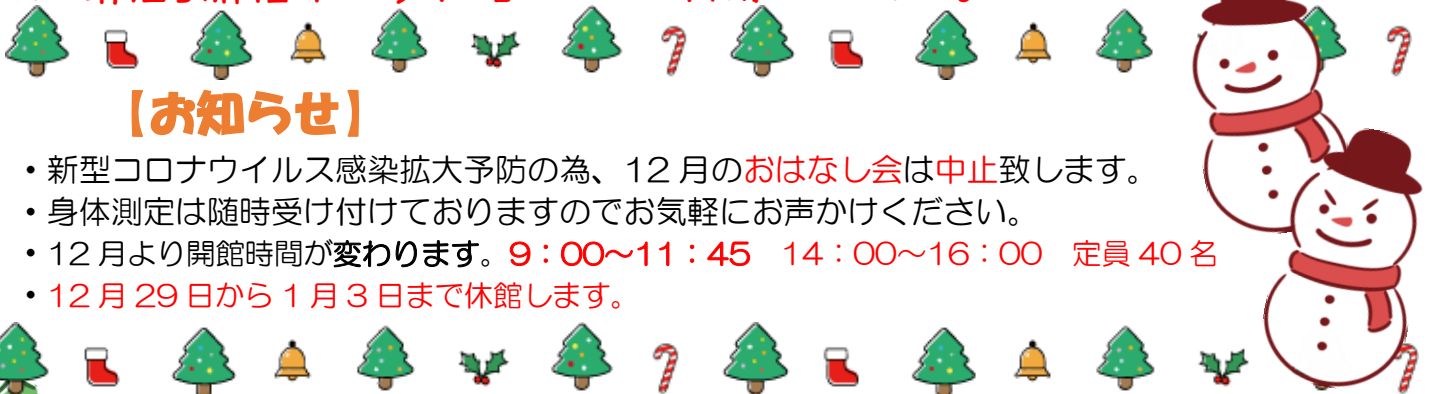 【お知らせ】
・新型コロナウイルス感染拡大予防の為、12月のおはなし会は中止致します。
・身体測定は随時受け付けておりますのでお気軽にお声かけください。
・12月より開館時間が変わります。9：00～11：45　14：00～16：00　定員40名
・12月29日から1月3日まで休館します。